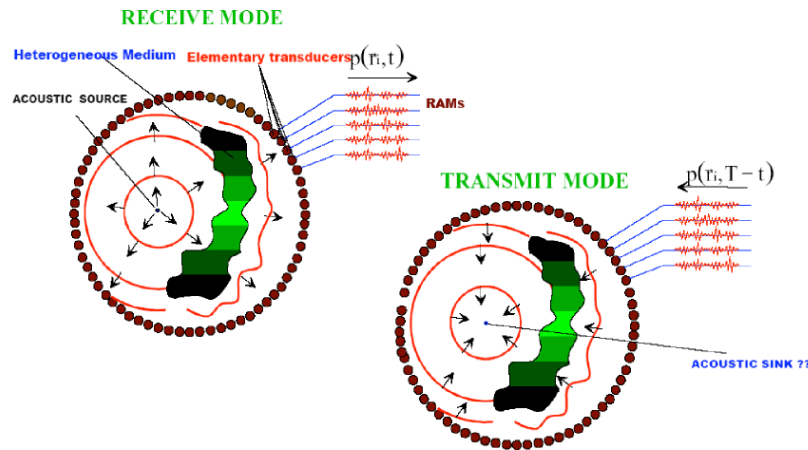 RECEIVE MODE
Heterogeneous Medium
Elementary transducers
p(ri,t)
ACOUSTIC SOURCE
RAMs
TRANSMIT MODE
p(ri,T-t)
ACOUSTIC SINK ??